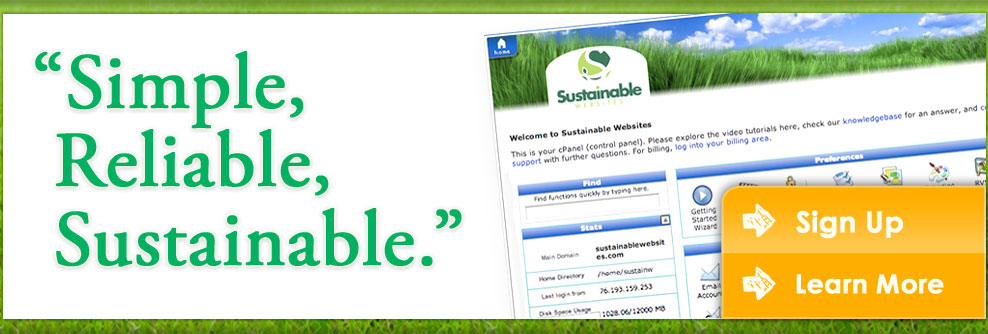 “Simple,
Reliable,
Sustainable.”
home
Sustainable
WEBSITES
Welcome to Sustainable Websites
This is your cPanel (control panel). Please explore the video tutorials here, check our knowledgebase for an answer, and
support with further questions. For billing, log into your billing area.
Find
Find functions quickly by typing here.
Stats
Main Domain
sustainablewebsit
es.com
Home Directory
/home/sustainw
Last login from
76.193.159.253
Disk Space Usage
1028.06/12000 MB
Preferences
Getting
Started
Wizard
Email
Accoun
Sign Up
Learn More